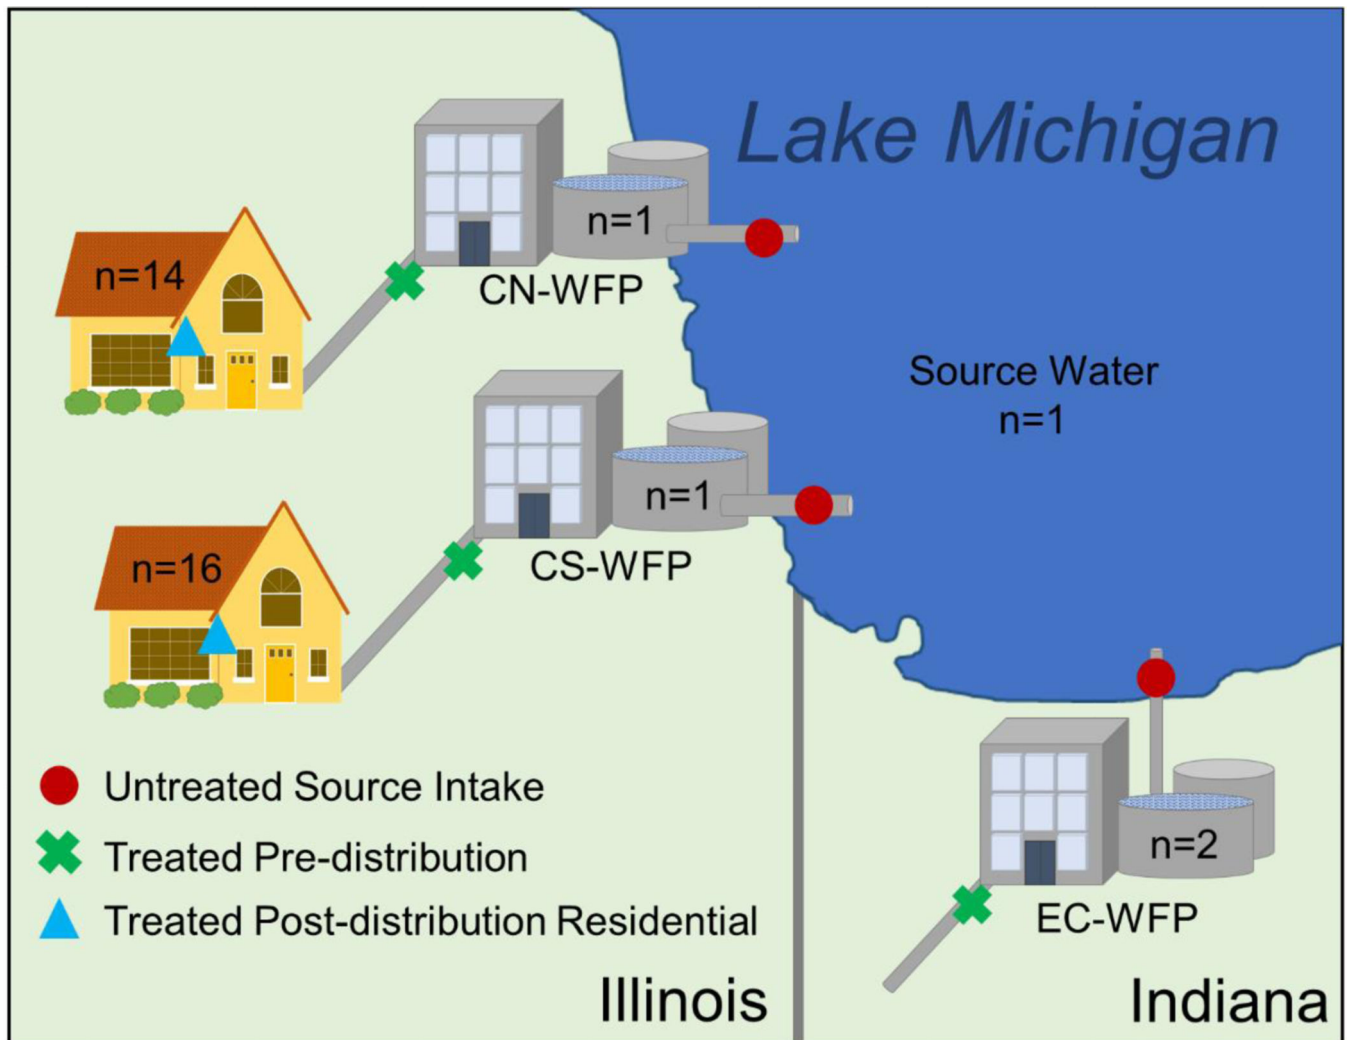 Lake Michigan
n=1
n=14
CN-WFP
Source Water
n=1
n=1
CS-WFP
n=16
Untreated Source Intake
Treated Pre-distribution
Treated Post-distribution Residential
n=2
EC-WFP
Illinois
Indiana